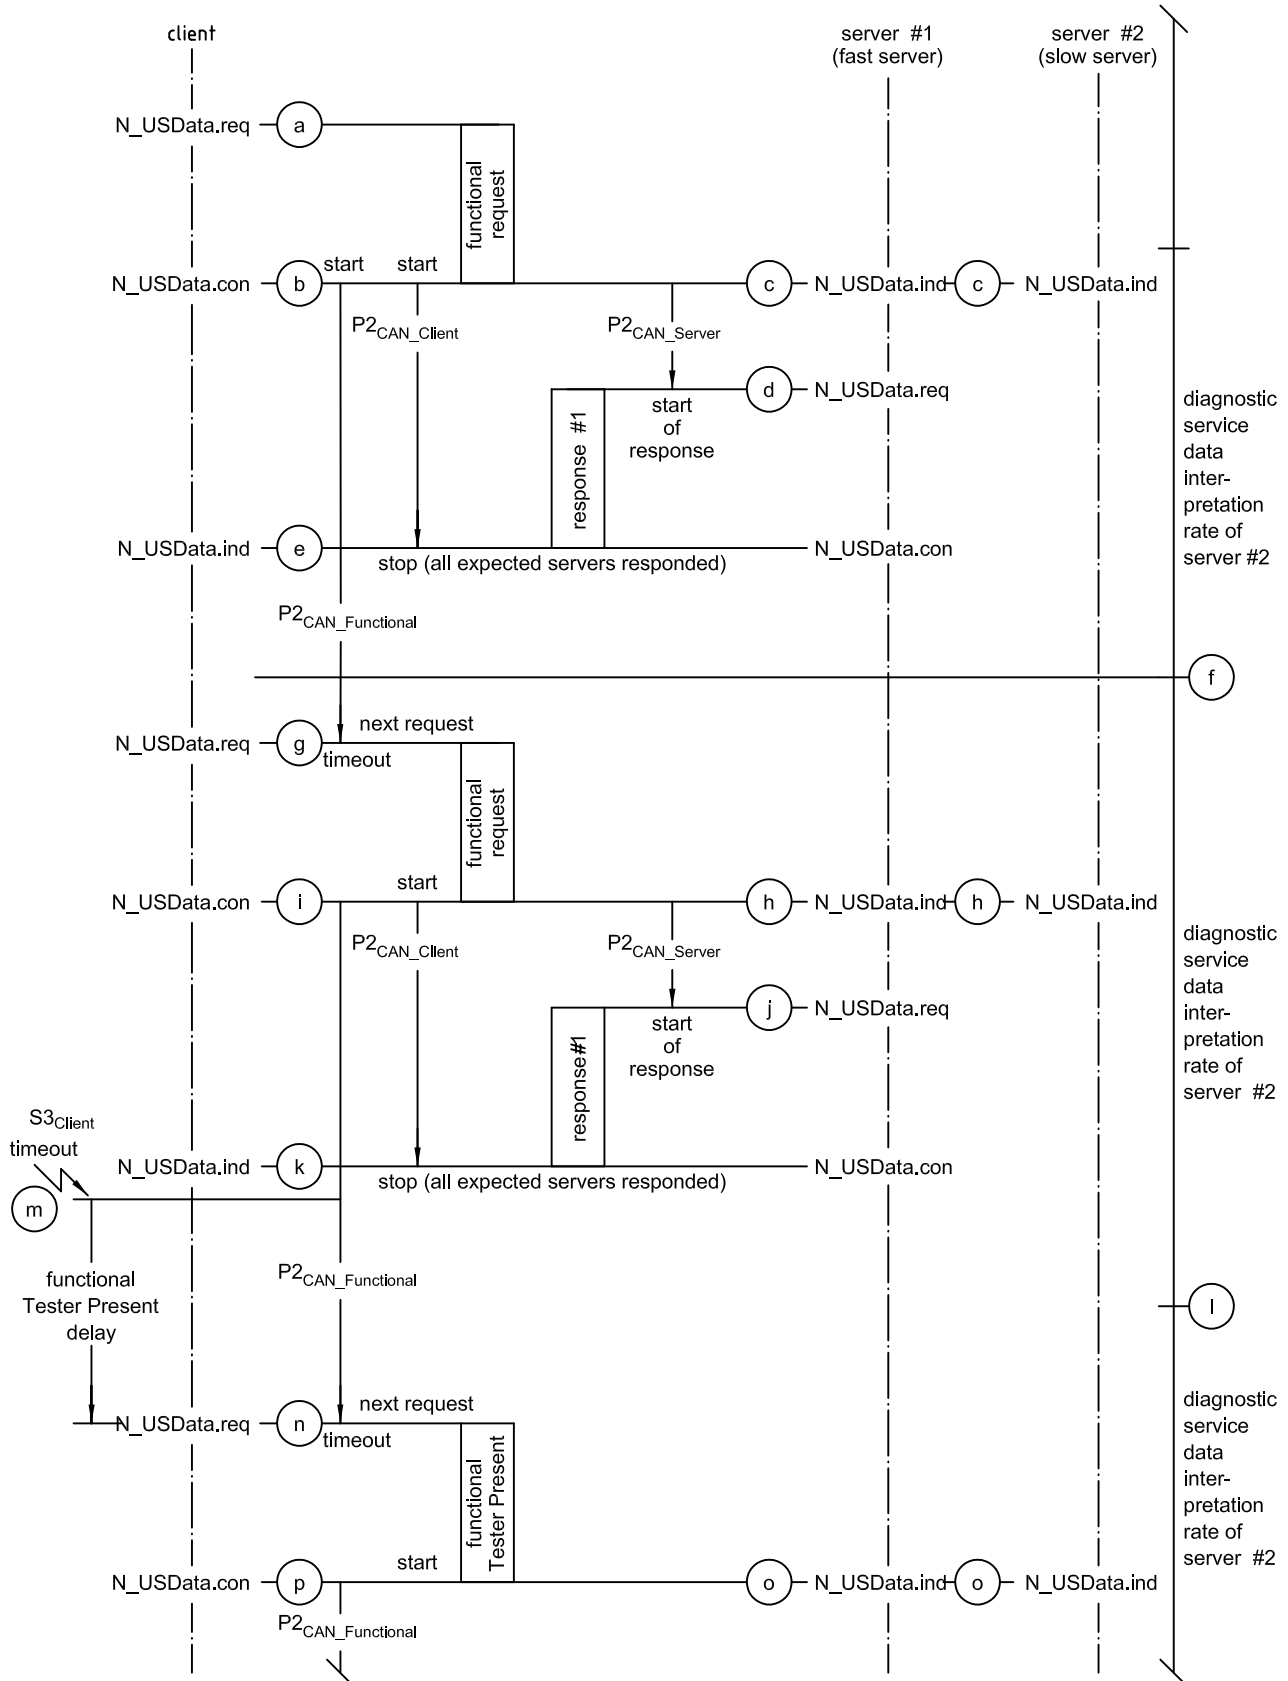 client
server #1
(fast server)
server #2
(slow server)
N_USData.req
a
functional
request
N_USData.con
b
start
start
c
N_USData.ind
c
N_USData.ind
P2CAN_Client
P2CAN_Server
response #1
d
N_USData.req
start
of
response
diagnostic
service
data
inter-
pretation
rate of
server #2
N_USData.ind
e
stop (all expected servers responded)
N_USData.con
P2CAN_Functional
f
N_USData.req
g
next request
timeout
functional
request
N_USData.con
i
start
h
N_USData.ind
h
N_USData.ind
P2CAN_Client
P2CAN_Server
diagnostic
service
data
inter-
pretation
rate of
server #2
response#1
j
N_USData.req
start
of
response
S3Client
timeout
N_USData.ind
k
stop (all expected servers responded)
N_USData.con
m
functional
Tester Present
delay
P2CAN_Functional
l
N_USData.req
n
next request
timeout
functional
Tester Present
diagnostic
service
data
inter-
pretation
rate of
server #2
N_USData.con
p
start
o
N_USData.ind
o
N_USData.ind
P2CAN_Functional